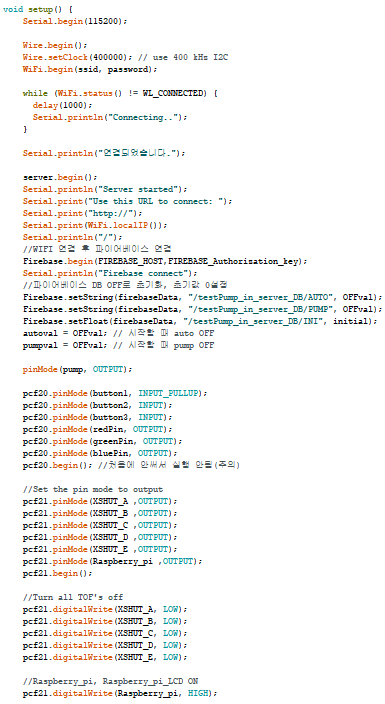 void setup() {
Serial.begin(115200);
Wire.begin();
Wire.setClock(400000); // use 400 kHz I2C
WiFi.begin(ssid, password);
while (WiFi.status() != WL_CONNECTED) {
delay(1000);
Serial.println("Connecting..");
}
Serial.println("연결되었습니다.");
server.begin();
Serial.println("Server started");
Serial.print("Use this URL to connect: ");
Serial.print("http://");
Serial.print(WiFi.localIP());
Serial.println("/");
//WIFI 연결 후 파이어베이스 연결
Firebase.begin(FIREBASE_HOST,FIREBASE_Authorization_key);
Serial.println("Firebase connect");
//파이어베이스 DB OFF로 초기화, 초기값 0설정
Firebase.setString(firebaseData, "/testPump_in_server_DB/AUTO", OFFval);
Firebase.setString(firebaseData, "/testPump_in_server_DB/PUMP", OFFval);
Firebase.setFloat(firebaseData, "/testPump_in_server_DB/INI", initial);
autoval = OFFval; // 시작할 때 auto OFF
pumpval = OFFval; // 시작할 때 pump OFF
pinMode(pump, OUTPUT);
pcf20.pinMode(button1, INPUT_PULLUP);
pcf20.pinMode(button2, INPUT);
pcf20.pinMode(button3, INPUT);
pcf20.pinMode(redPin, OUTPUT);
pcf20.pinMode(greenPin, OUTPUT);
pcf20.pinMode(bluePin, OUTPUT);
pcf20.begin(); //처음에 안써서 실행 안됨(주의)
//Set the pin mode to output
pcf21.pinMode(XSHUT_A ,OUTPUT);
pcf21.pinMode(XSHUT_B ,OUTPUT);
pcf21.pinMode(XSHUT_C ,OUTPUT);
pcf21.pinMode(XSHUT_D ,OUTPUT);
pcf21.pinMode(XSHUT_E ,OUTPUT);
pcf21.pinMode(Raspberry_pi ,OUTPUT);
pcf21.begin();
//Turn all TOF's off
pcf21.digitalWrite(XSHUT_A, LOW);
pcf21.digitalWrite(XSHUT_B, LOW);
pcf21.digitalWrite(XSHUT_C, LOW);
pcf21.digitalWrite(XSHUT_D, LOW);
pcf21.digitalWrite(XSHUT_E, LOW);
//Raspberry_pi, Raspberry_pi_LCD ON
pcf21.digitalWrite(Raspberry_pi, HIGH);